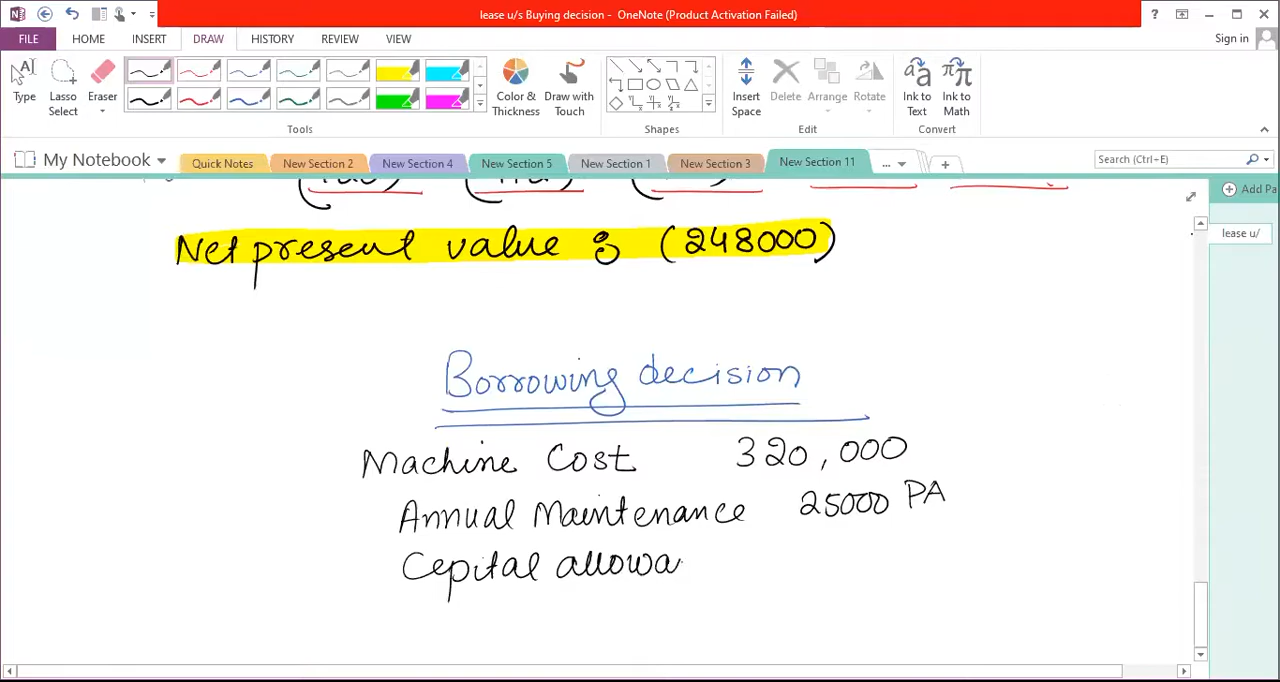 lease u/s Buying decision - OneNote (Product Activation Failed)
FILE HOME INSERT DRAW HISTORY REVIEW VIEW
Sign in
Type
Lasso Select
Eraser
Color & Thickness
Draw with Touch
Insert Space
Delete
Arrange
Rotate
Ink to Text
Ink to Math
Tools
Shapes
Edit
Convert
My Notebook
Quick Notes New Section 2 New Section 4 New Section 5 New Section 1 New Section 3 New Section 11 ...
Search (Ctrl+E)
Add Pa
lease u/
Net present value is (248000)
Borrowing decision
Machine Cost 320,000
Annual Maintenance 25000 PA
Cepital allowa